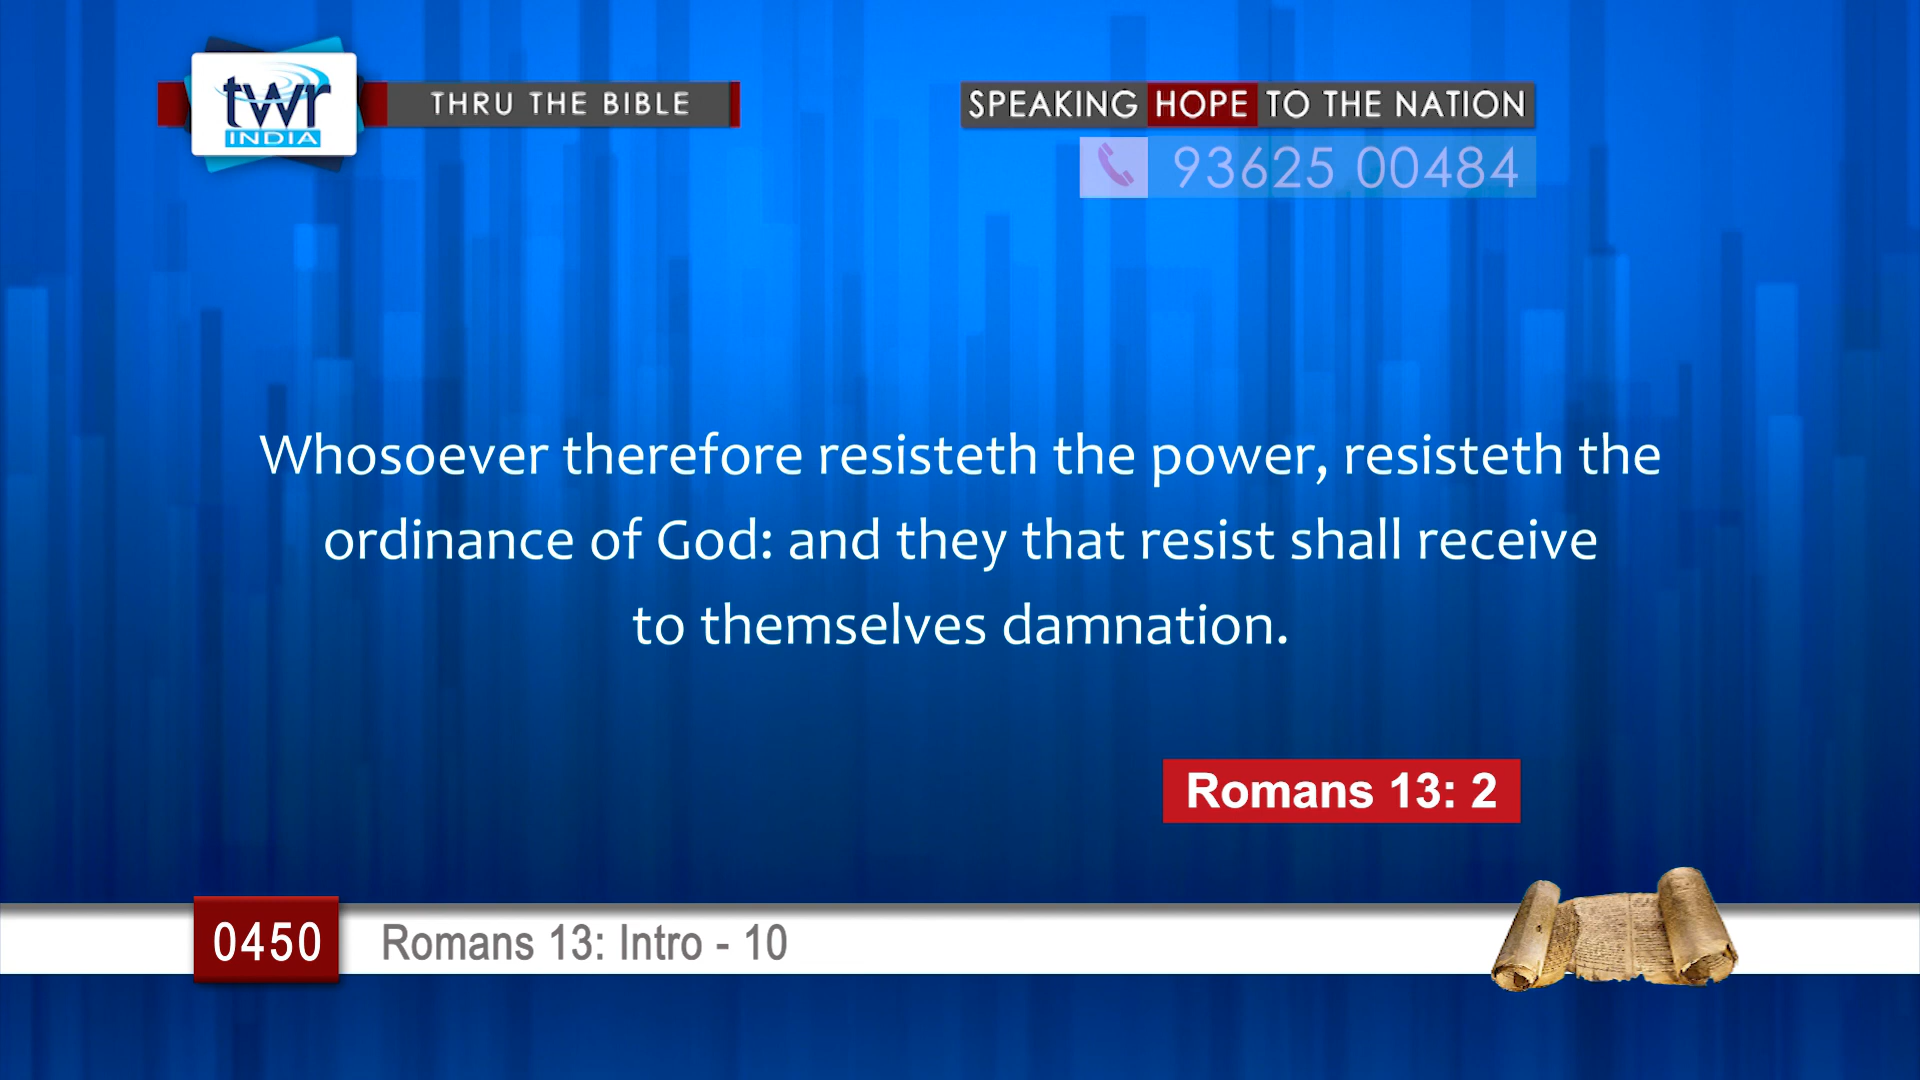 twr
INDIA
THRU THE BIBLE
SPEAKING HOPE TO THE NATION
93625 00484
Whosoever therefore resisteth the power, resisteth the
ordinance of God: and they that resist shall receive
to themselves damnation.
Romans 13: 2
0450
Romans 13: Intro - 10